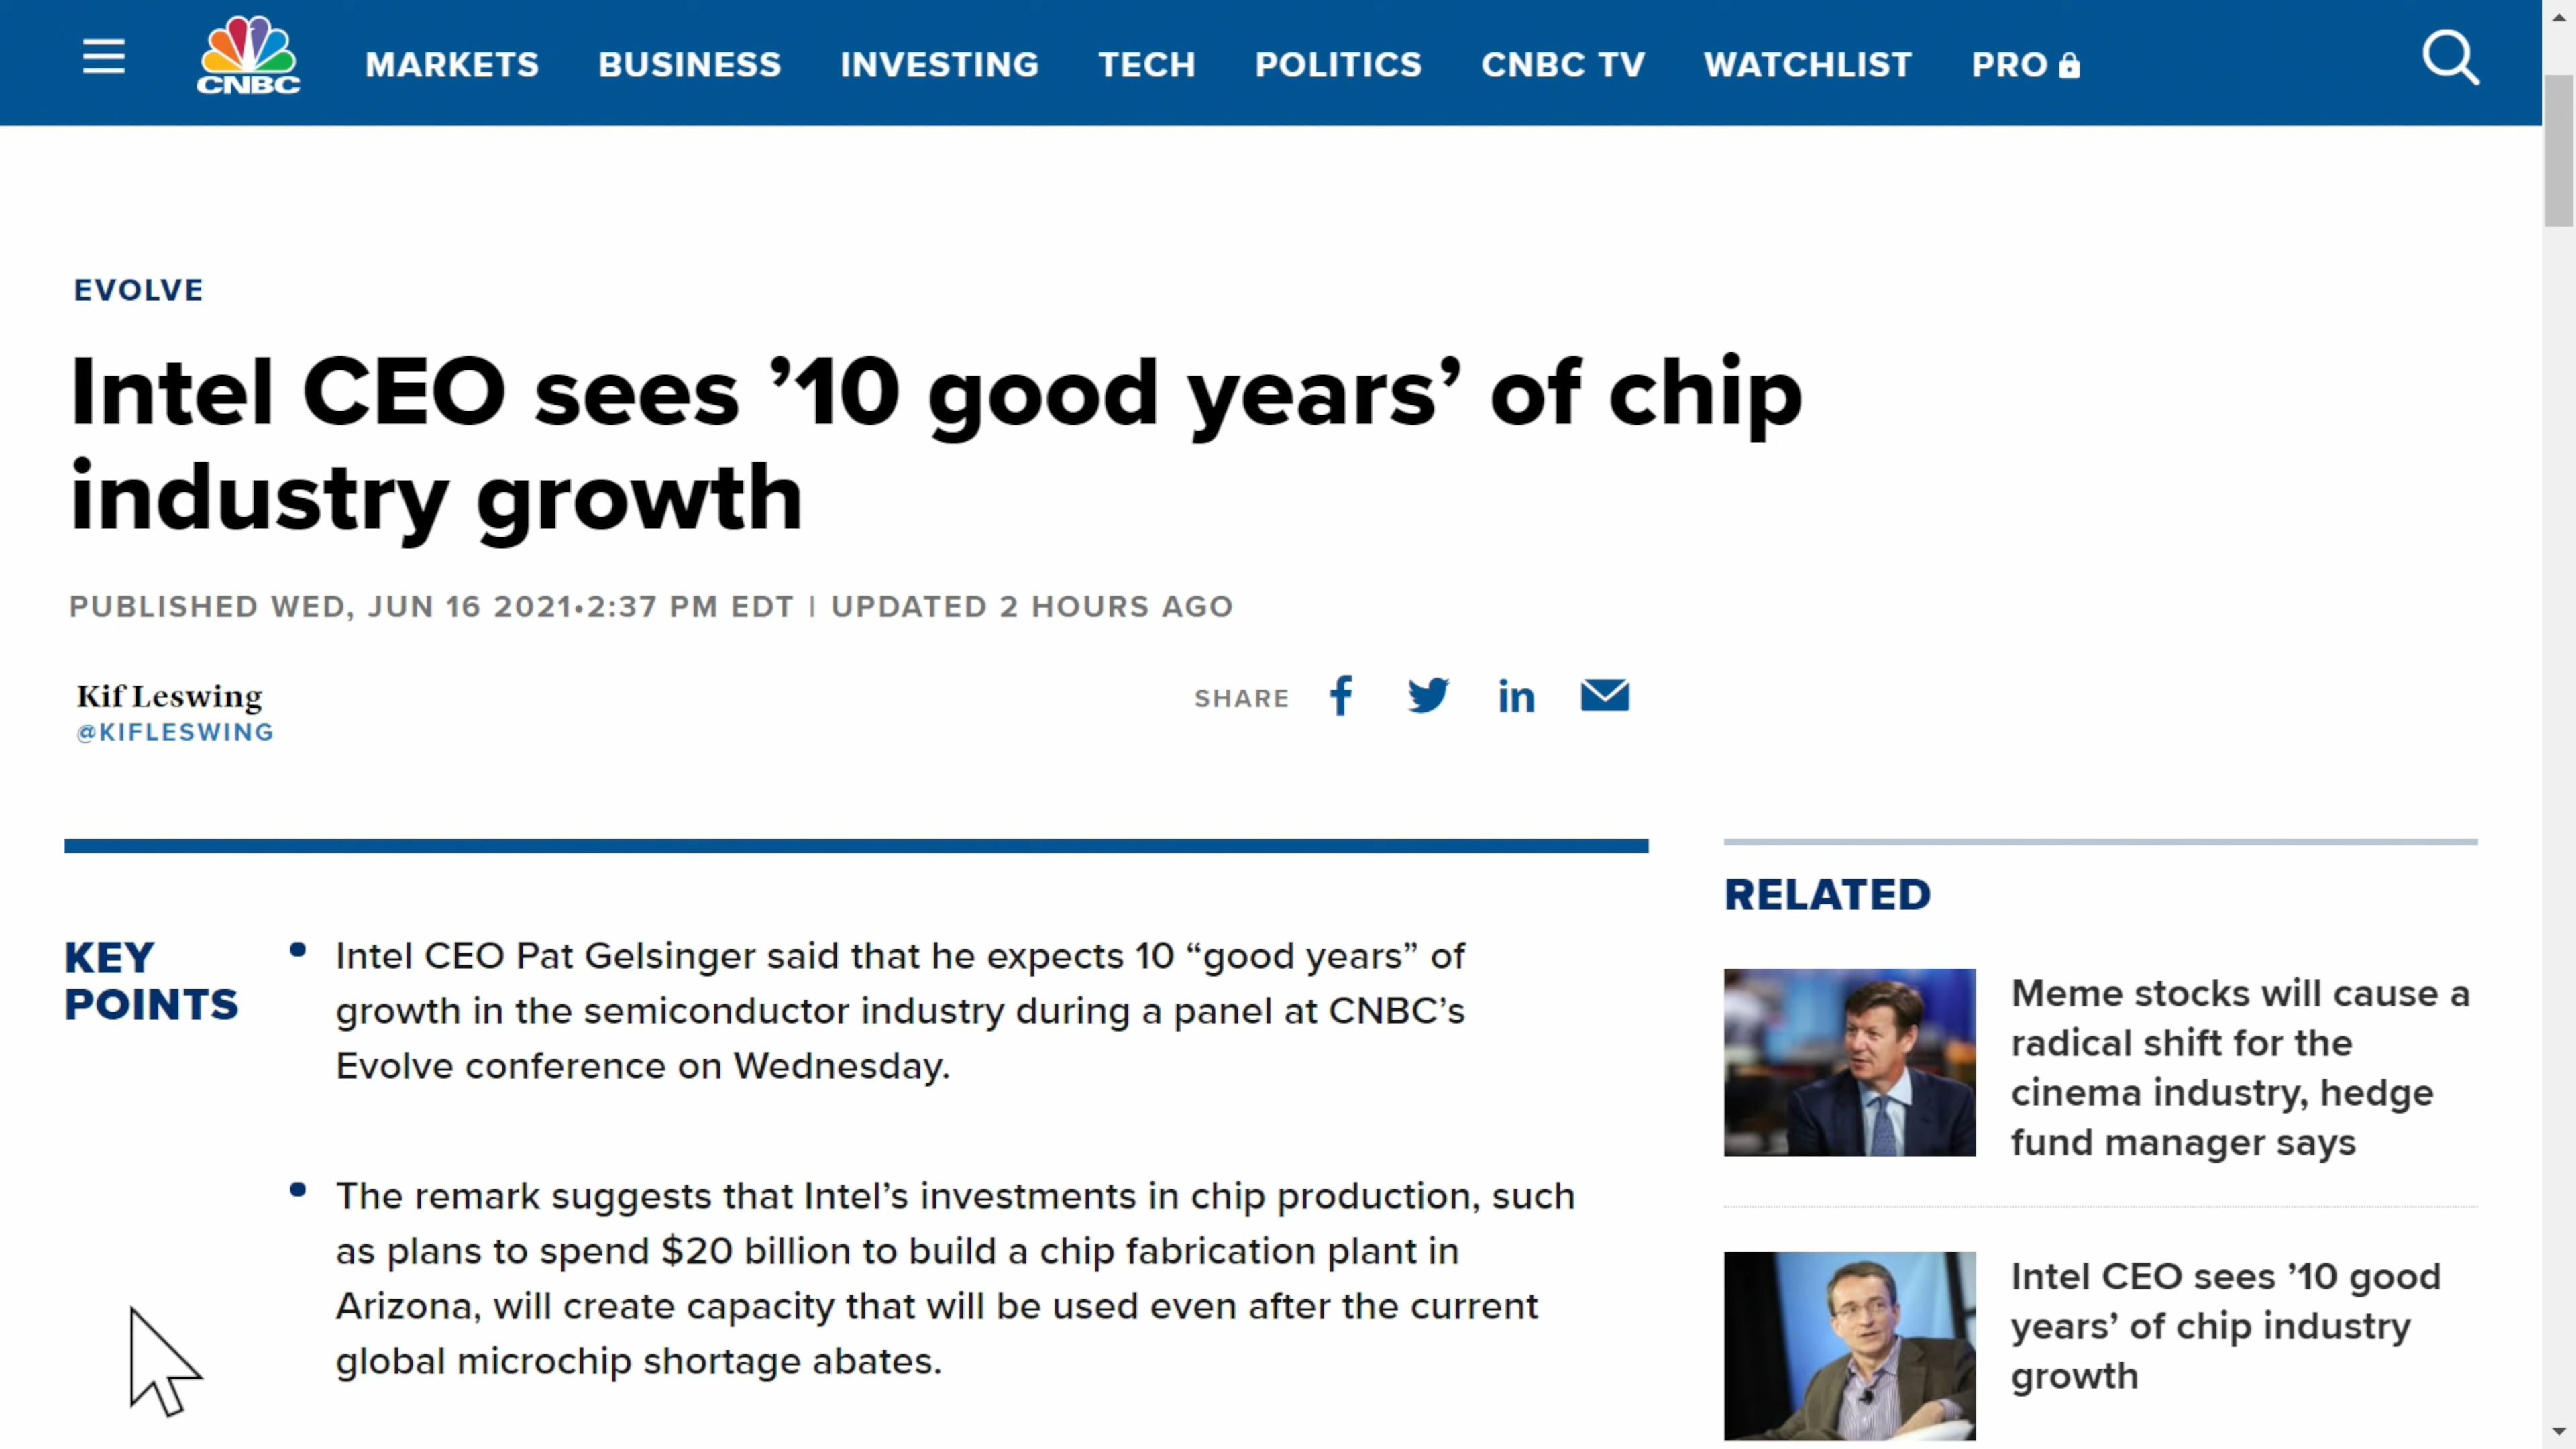 CNBC
MARKETS BUSINESS INVESTING TECH POLITICS CNBC TV WATCHLIST PRO
EVOLVE
Intel CEO sees ’10 good years’ of chip
industry growth
PUBLISHED WED, JUN 16 2021•2:37 PM EDT | UPDATED 2 HOURS AGO
Kif Leswing
@KIFLESWING
SHARE
KEY
POINTS
Intel CEO Pat Gelsinger said that he expects 10 “good years” of
growth in the semiconductor industry during a panel at CNBC’s
Evolve conference on Wednesday.
The remark suggests that Intel’s investments in chip production, such
as plans to spend $20 billion to build a chip fabrication plant in
Arizona, will create capacity that will be used even after the current
global microchip shortage abates.
RELATED
Meme stocks will cause a
radical shift for the
cinema industry, hedge
fund manager says
Intel CEO sees ’10 good
years’ of chip industry
growth